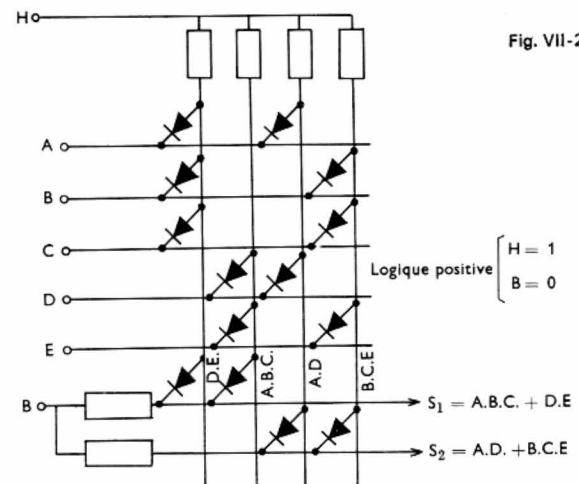 H
Fig. VII-2
A
B
C
Logique positive
H = 1
B = 0
D
E
D.E.
A.B.C.
A.D
B.C.E
B
S₁ = A.B.C. + D.E
S₂ = A.D. + B.C.E